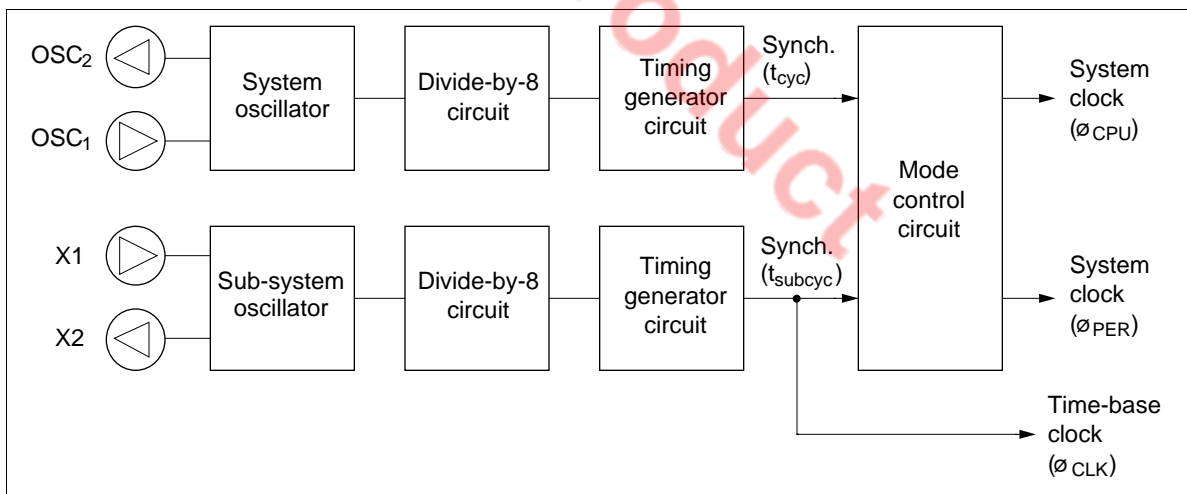 OSC2
OSC1
System
oscillator
Divide-by-8
circuit
Timing
generator
circuit
Synch.
(tcyc)
Mode
control
circuit
System
clock
(øCPU)
X1
X2
Sub-system
oscillator
Divide-by-8
circuit
Timing
generator
circuit
Synch.
(tsubcyc)
System
clock
(øPER)
Time-base
clock
(øCLK)
oduct